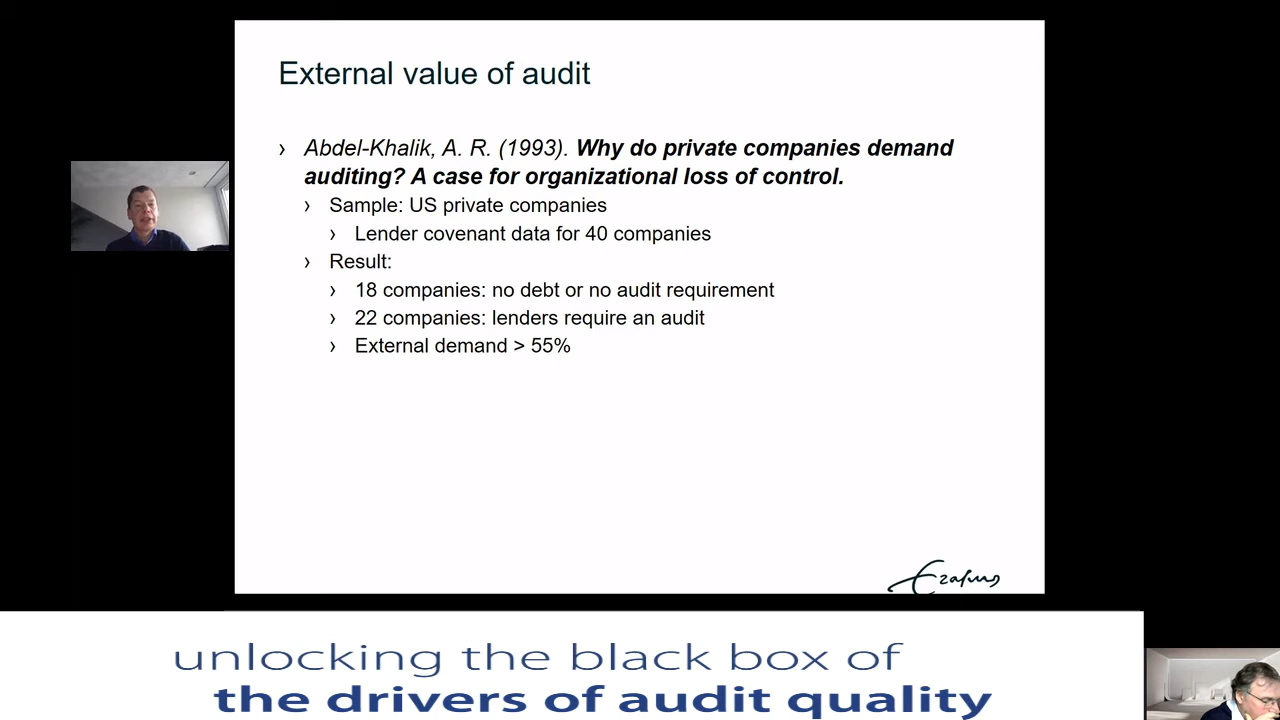 External value of audit
› Abdel-Khalik, A. R. (1993). Why do private companies demand
auditing? A case for organizational loss of control.
› Sample: US private companies
› Lender covenant data for 40 companies
› Result:
› 18 companies: no debt or no audit requirement
› 22 companies: lenders require an audit
› External demand > 55%
Erasmus
unlocking the black box of
the drivers of audit quality